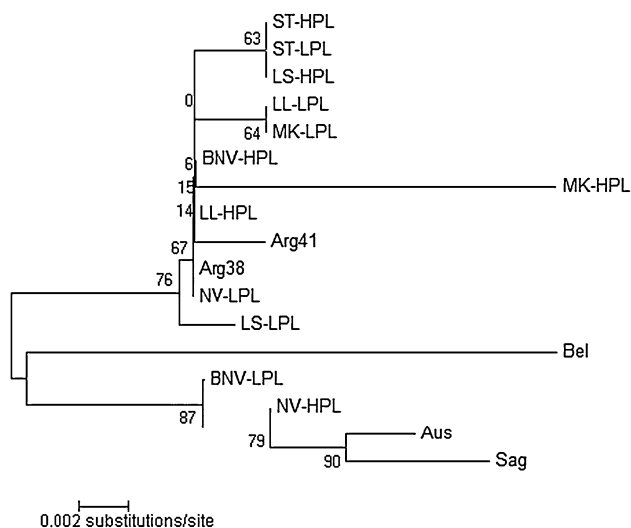 ST-HPL
63
ST-LPL
LS-HPL
0
LL-LPL
64
MK-LPL
6
BNV-HPL
15
MK-HPL
14
LL-HPL
67
Arg41
76
Arg38
NV-LPL
LS-LPL
Bel
BNV-LPL
87
NV-HPL
79
Aus
90
Sag
0.002 substitutions/site